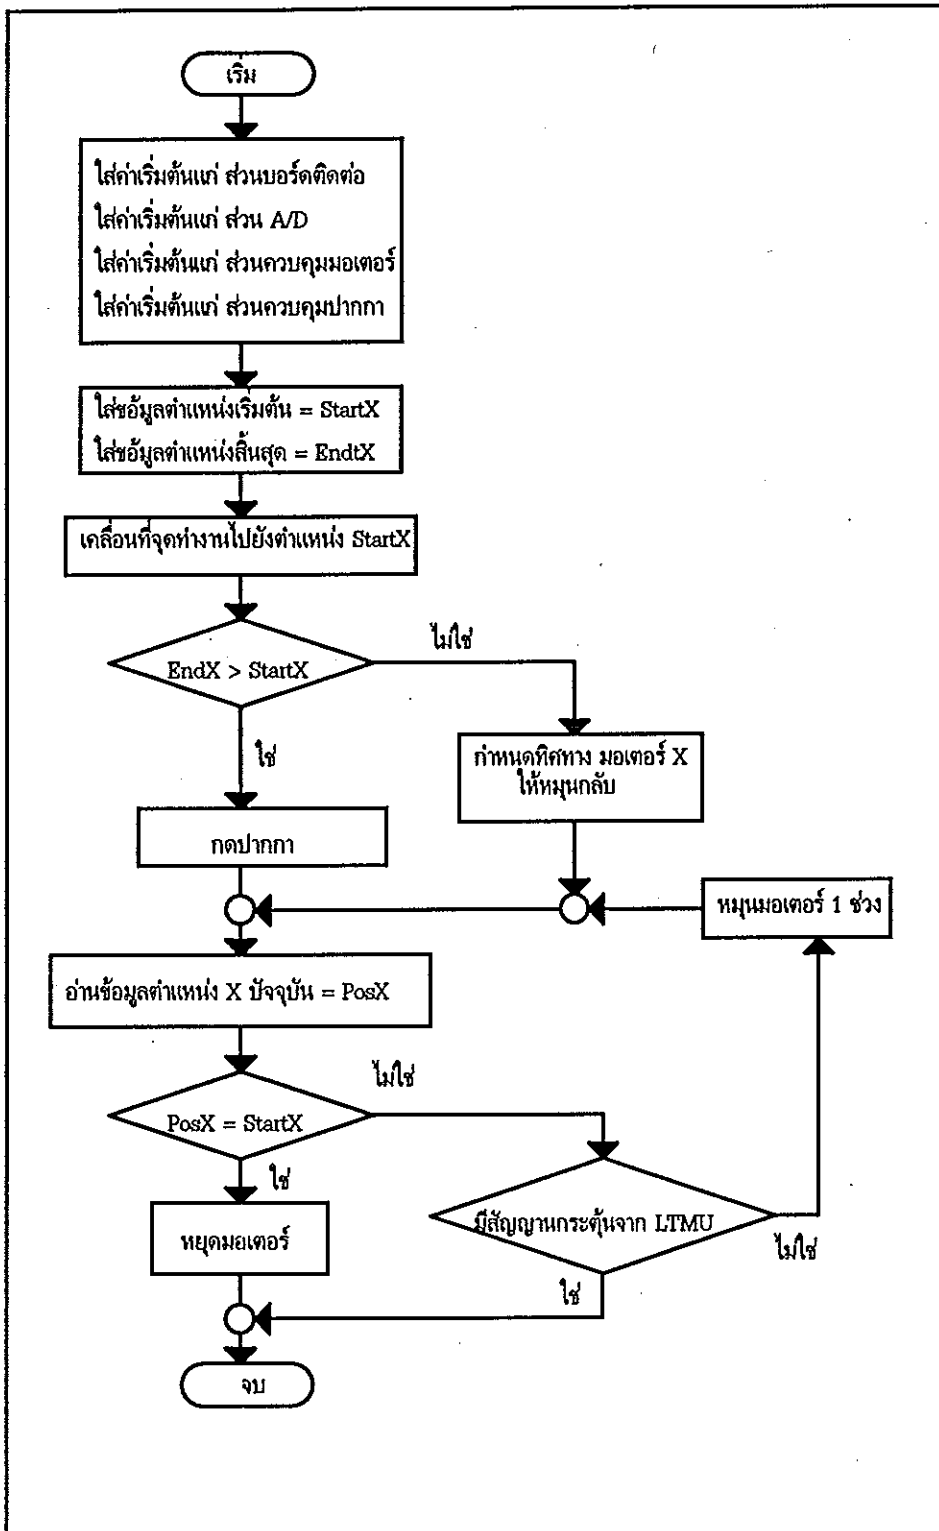 เริ่ม
ใส่ค่าเริ่มต้นแก่ ส่วนบอร์ดติดต่อ
ใส่ค่าเริ่มต้นแก่ ส่วน A/D
ใส่ค่าเริ่มต้นแก่ ส่วนควบคุมมอเตอร์
ใส่ค่าเริ่มต้นแก่ ส่วนควบคุมปากกา
ใส่ขอ้มูลตำแหน่งเริ่มต้น = StartX
ใส่ขอ้มูลตำแหน่งสิ้นสุด = EndtX
เคลื่อนที่จุดทำงานไปยังตำแหน่ง StartX
EndX > StartX
ไม่ใช่
ใช่
กำหนดทิศทาง มอเตอร์ X
ให้หมุนกลับ
กดปากกา
หมุนมอเตอร์ 1 ช่วง
อ่านข้อมูลตำแหน่ง X ปัจจุบัน = PosX
ไม่ใช่
PosX = StartX
ใช่
หยุดมอเตอร์
มีสัญญานกระตุ้นจาก LTMU
ไม่ใช่
ใช่
จบ